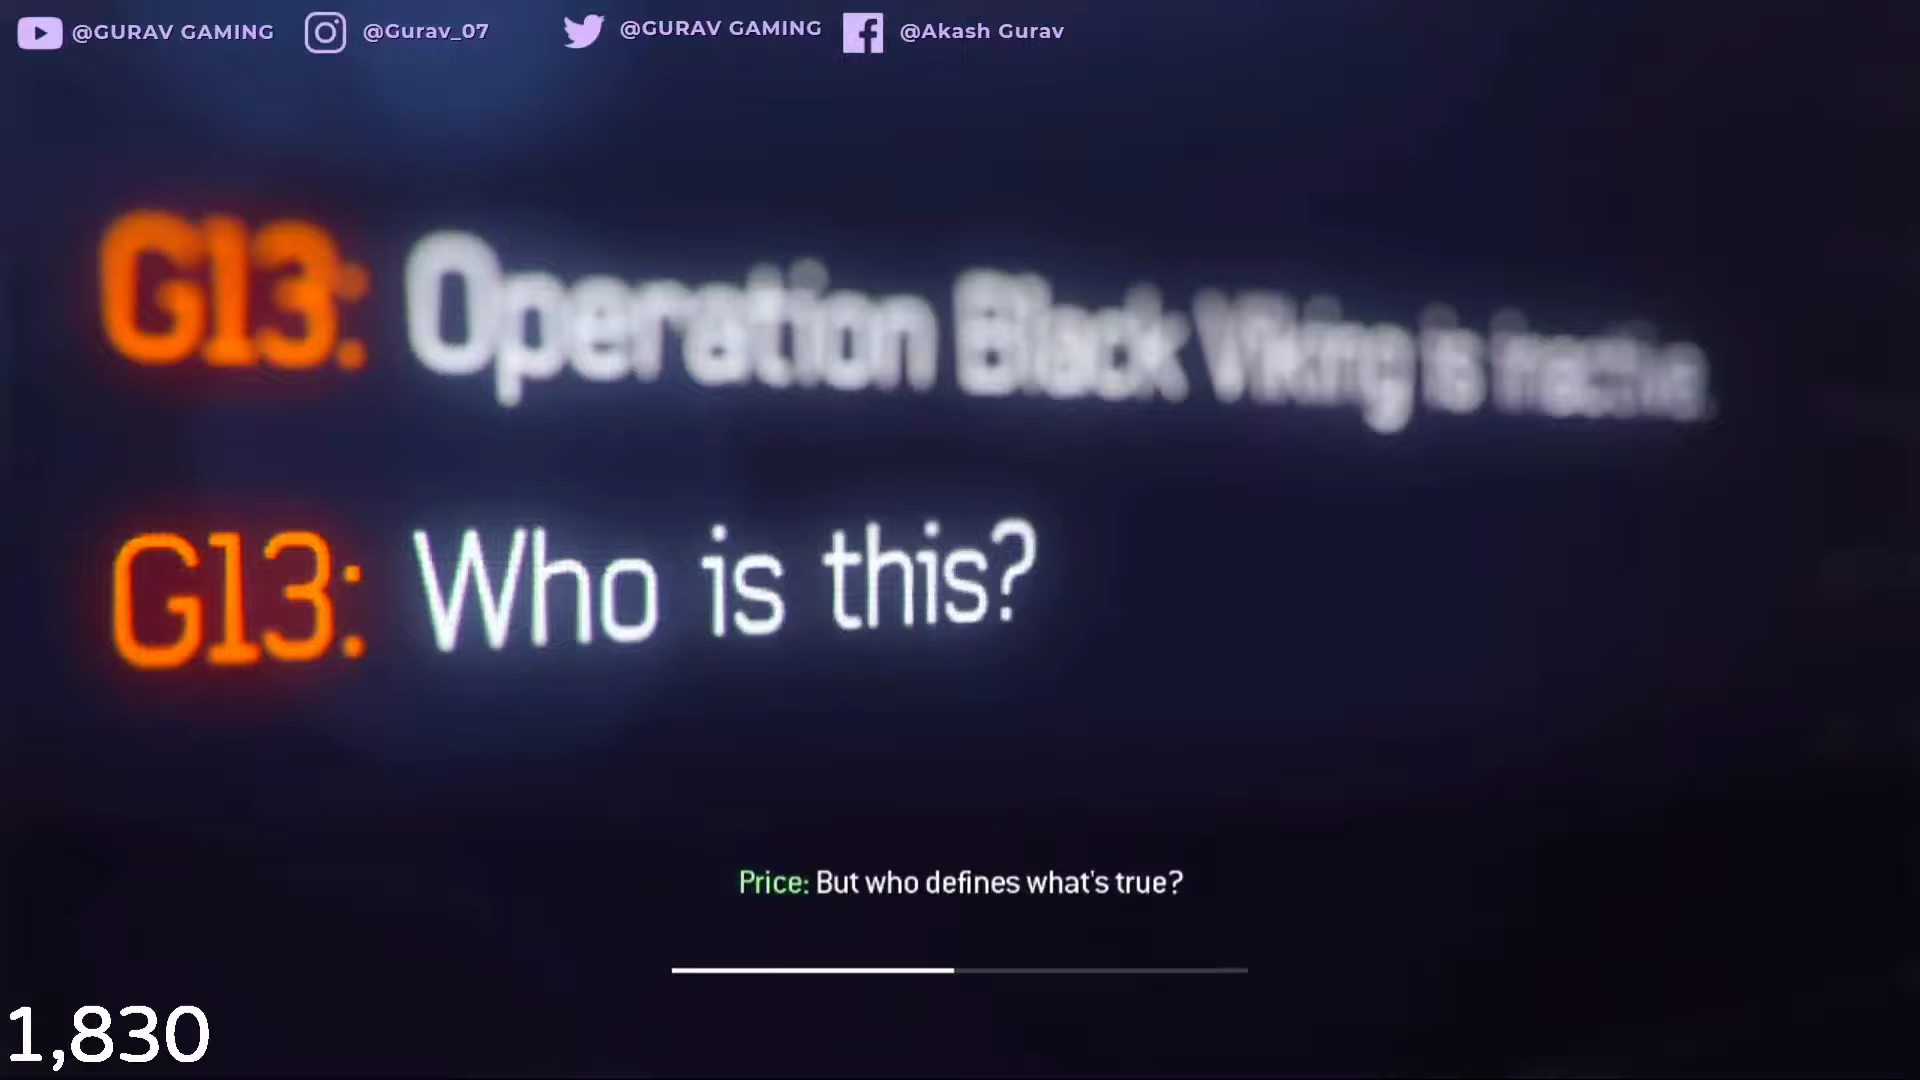 @GURAV GAMING @Gurav_07 @GURAV GAMING @Akash Gurav
G13: Operation Black Viking is inactive.
G13: Who is this?
Price: But who defines what's true?
1,830